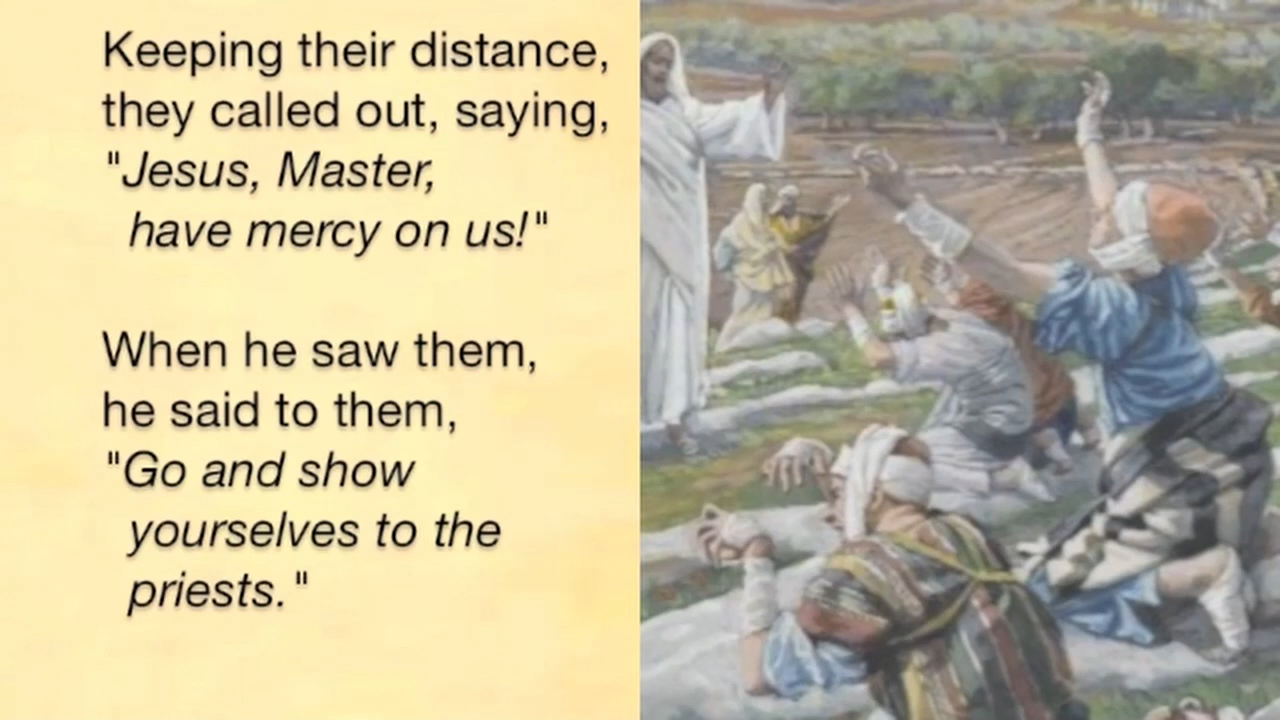 Keeping their distance,
they called out, saying,
"Jesus, Master,
have mercy on us!"
When he saw them,
he said to them,
"Go and show
yourselves to the
priests."